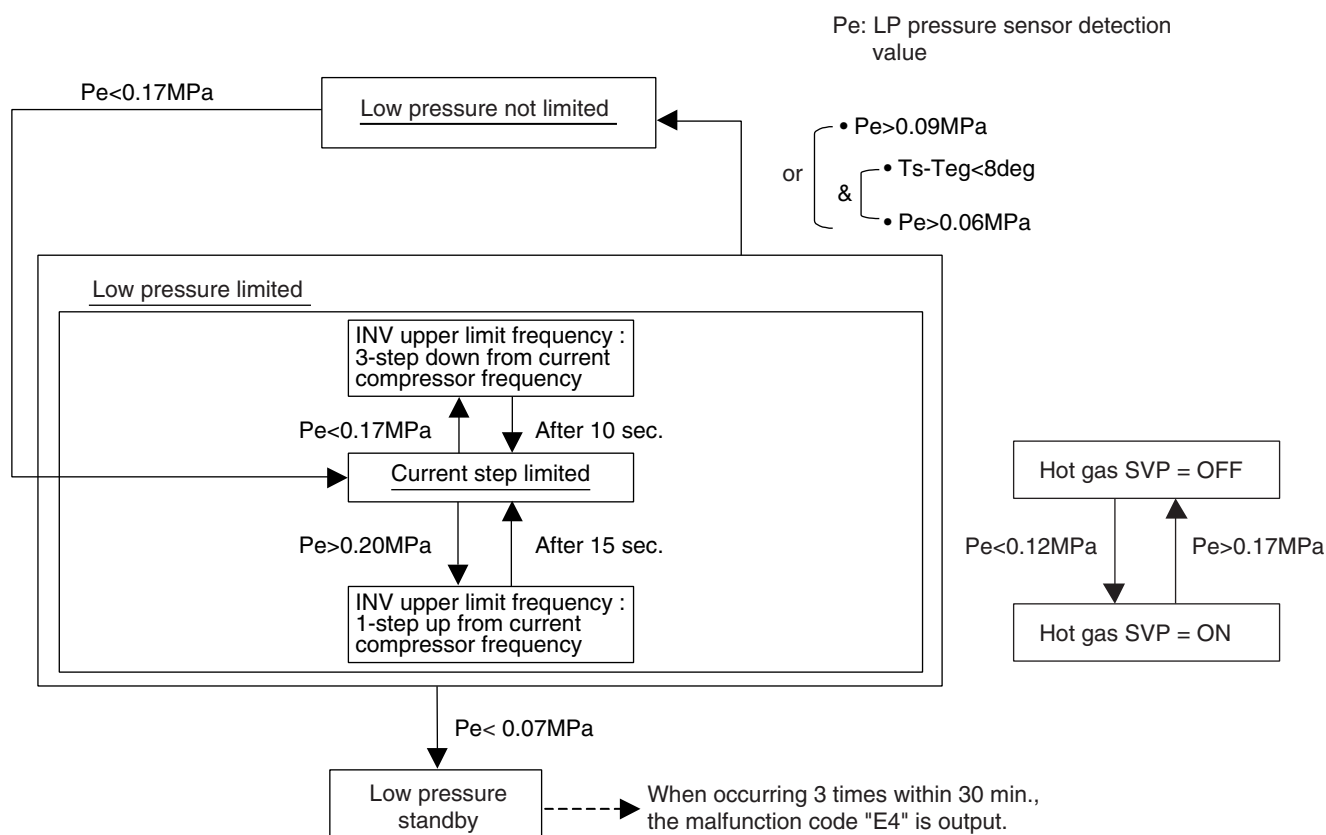 Pe: LP pressure sensor detection
value
Pe<0.17MPa
Low pressure not limited
or
• Pe>0.09MPa
&
• Ts-Teg<8deg
• Pe>0.06MPa
Low pressure limited
INV upper limit frequency :
3-step down from current
compressor frequency
Pe<0.17MPa
After 10 sec.
Current step limited
Pe>0.20MPa
After 15 sec.
INV upper limit frequency :
1-step up from current
compressor frequency
Hot gas SVP = OFF
Pe<0.12MPa
Pe>0.17MPa
Hot gas SVP = ON
Pe< 0.07MPa
Low pressure
standby
When occurring 3 times within 30 min.,
the malfunction code "E4" is output.